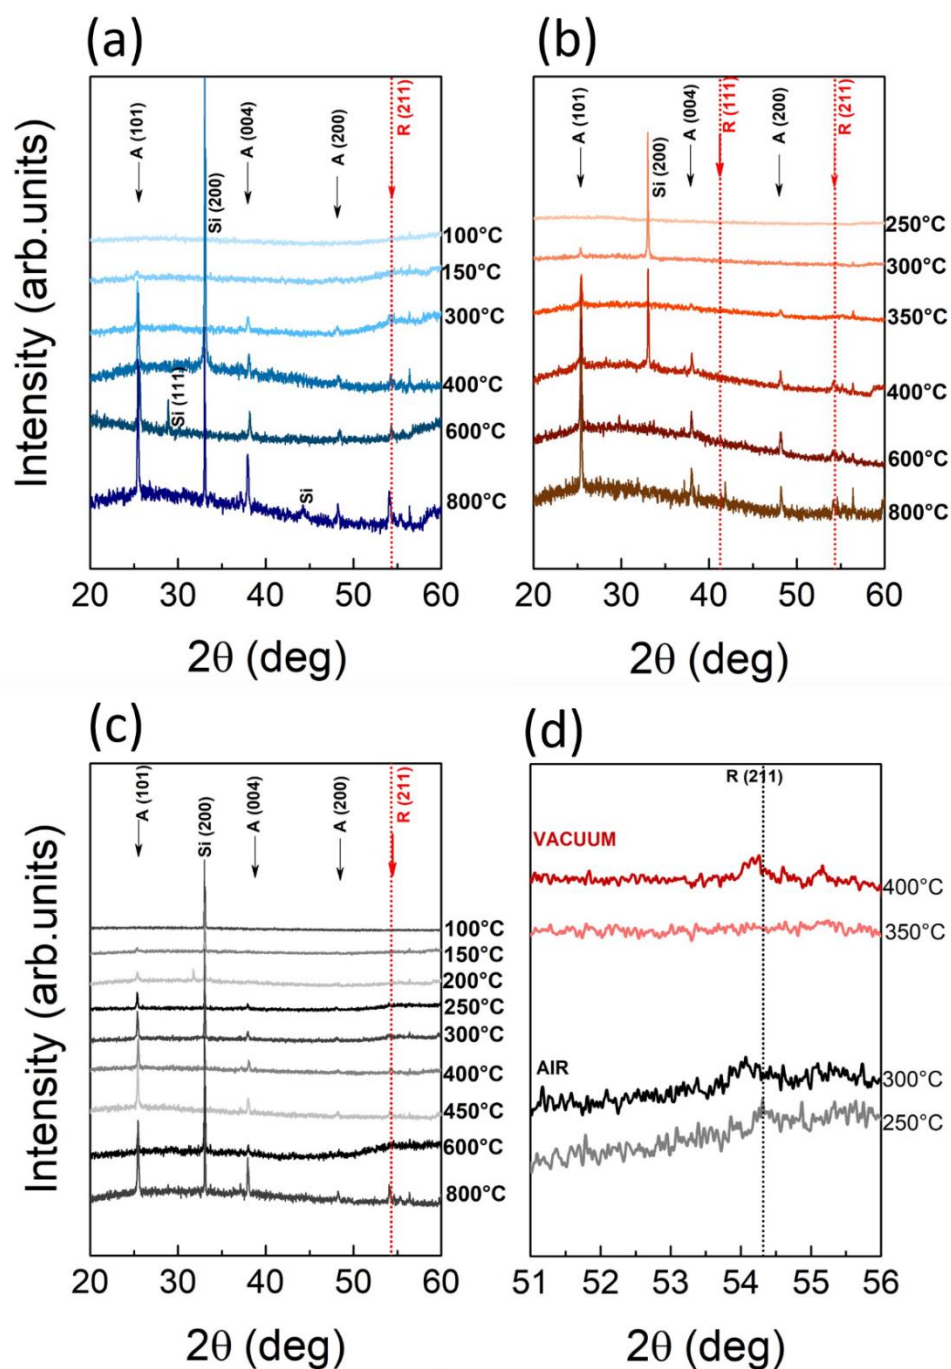 (a)
Intensity (arb.units)
A (101)
Si (200)
A (004)
A (200)
R (211)
100°C
150°C
300°C
400°C
Si (111)
600°C
Si
800°C
20 30 40 50 60
2θ (deg)
(b)
A (101)
Si (200)
A (004)
R (111)
A (200)
R (211)
250°C
300°C
350°C
400°C
600°C
800°C
20 30 40 50 60
2θ (deg)
(c)
Intensity (arb.units)
A (101)
Si (200)
A (004)
A (200)
R (211)
100°C
150°C
200°C
250°C
300°C
400°C
450°C
600°C
800°C
20 30 40 50 60
2θ (deg)
(d)
R (211)
VACUUM
400°C
350°C
AIR
300°C
250°C
51 52 53 54 55 56
2θ (deg)